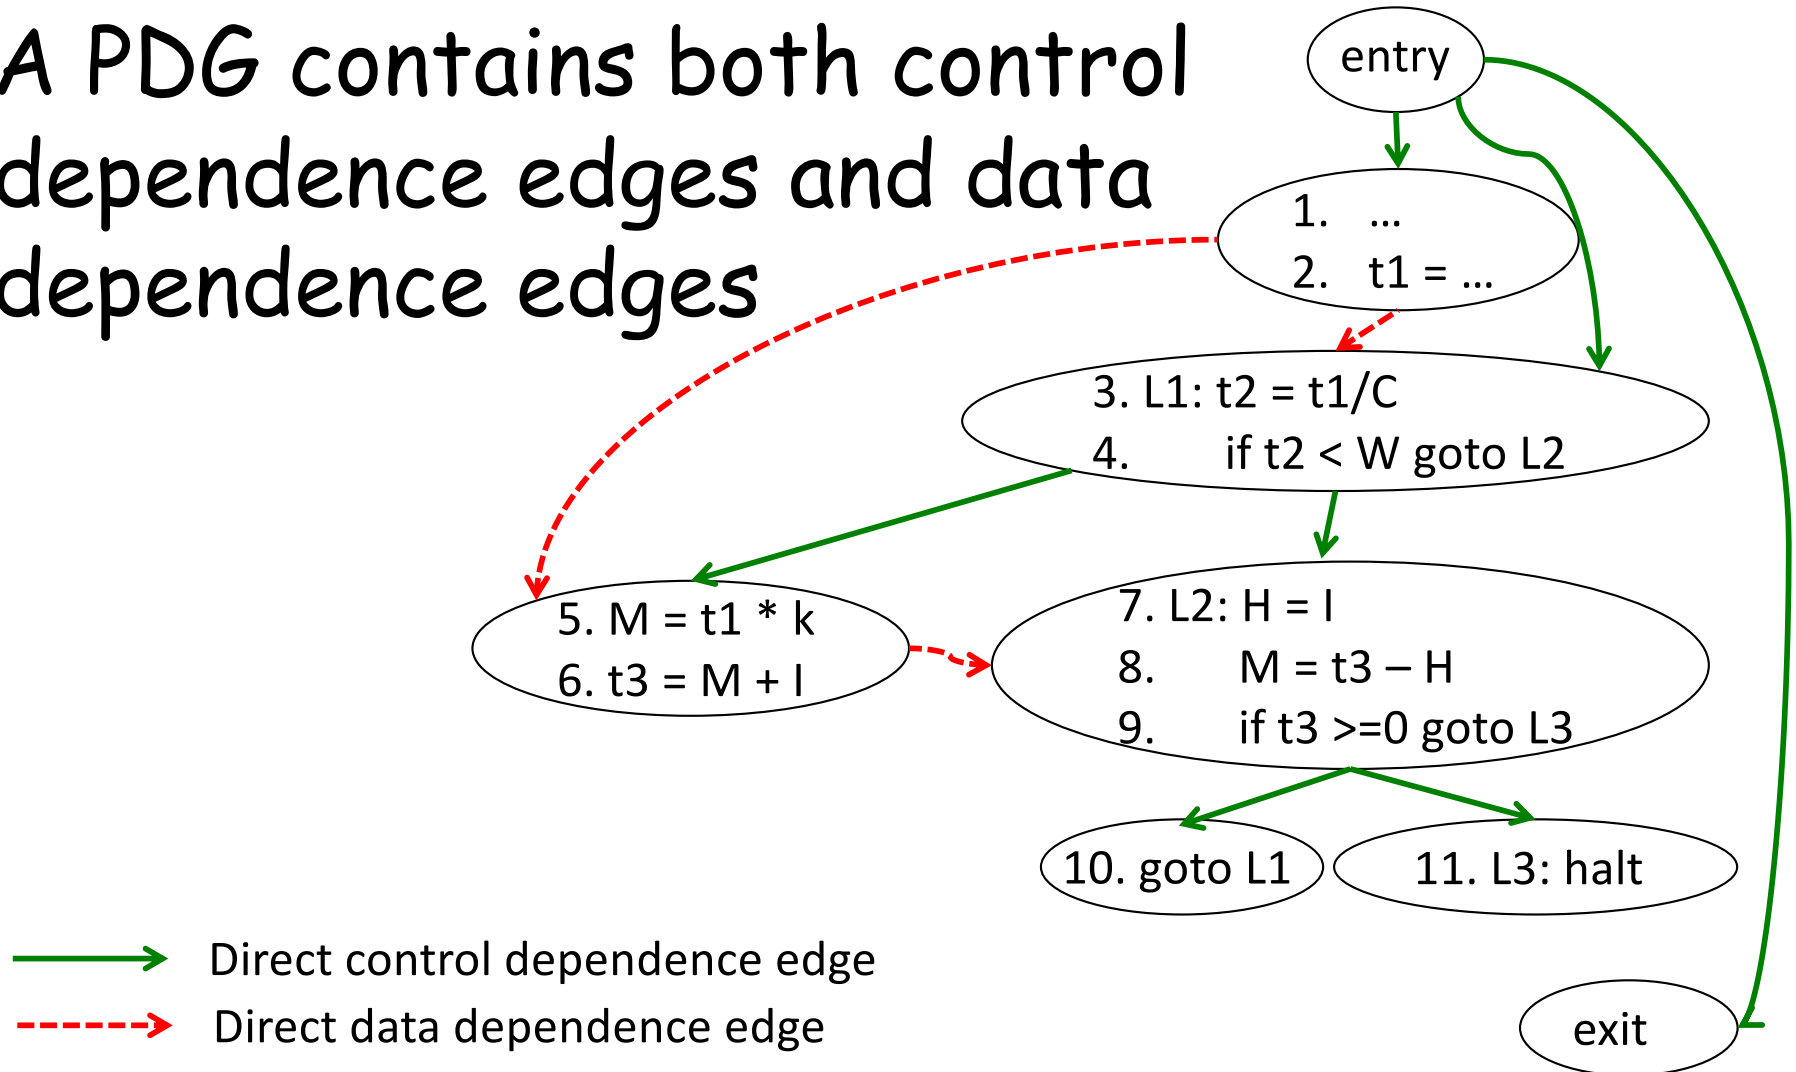 A PDG contains both control
dependence edges and data
dependence edges
entry
1. ...
2. t1 = ...
3. L1: t2 = t1/C
4. if t2 < W goto L2
5. M = t1 * k
6. t3 = M + I
7. L2: H = I
8. M = t3 – H
9. if t3 >=0 goto L3
10. goto L1
11. L3: halt
Direct control dependence edge
Direct data dependence edge
exit